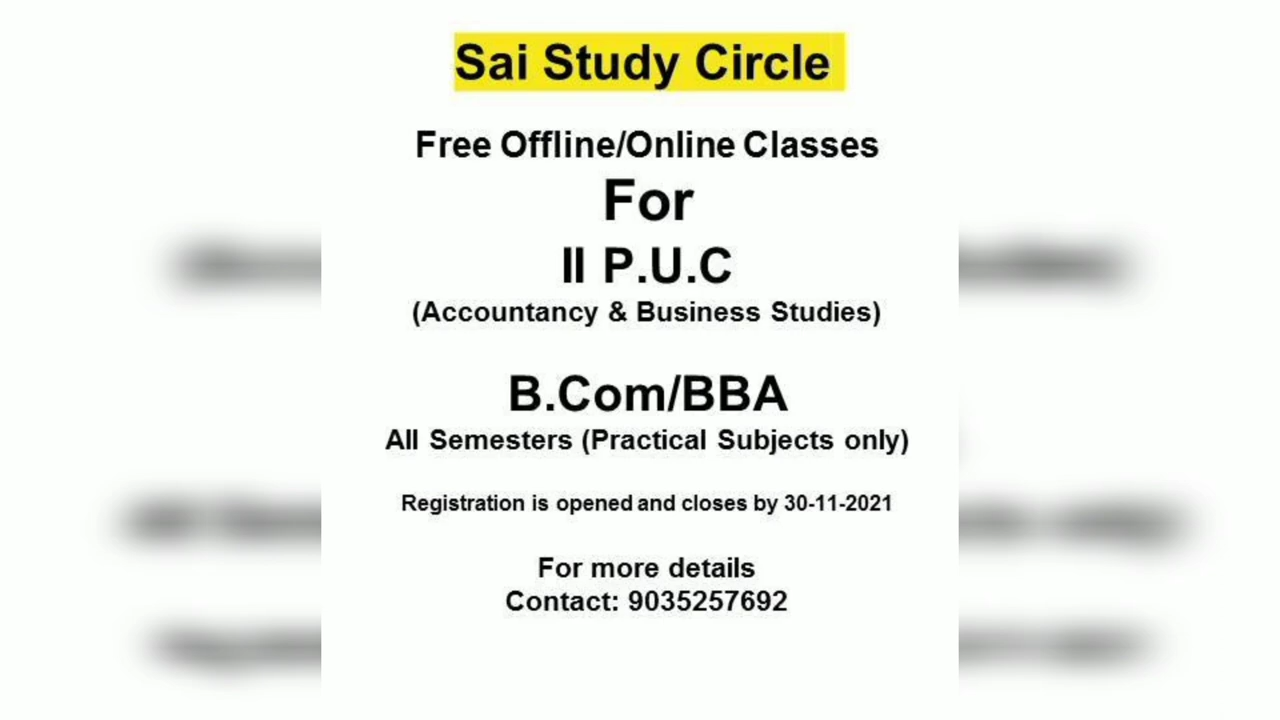 Sai Study Circle
Free Offline/Online Classes
For
II P.U.C
(Accountancy & Business Studies)
B.Com/BBA
All Semesters (Practical Subjects only)
Registration is opened and closes by 30-11-2021
For more details
Contact: 9035257692